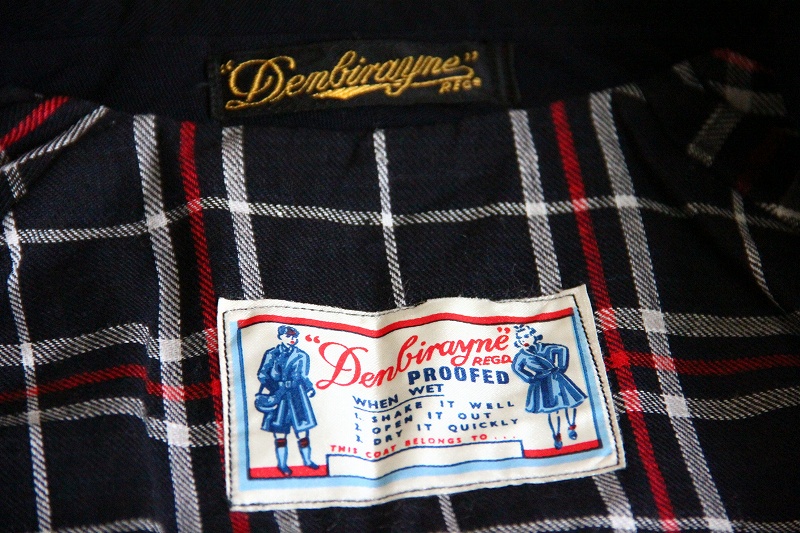 "Denbirayne"
REGD
"Denbirayne"
REGD.
PROOFED
WHEN WET
1. SHAKE IT WELL
2. OPEN IT OUT
3. DRY IT QUICKLY
THIS COAT BELONGS TO . . .